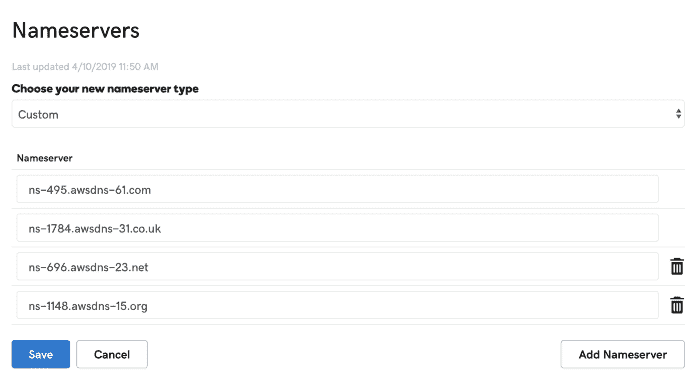 Nameservers
Last updated 4/10/2019 11:50 AM
Choose your new nameserver type
Custom
Nameserver
ns-495.awsdns-61.com
ns-1784.awsdns-31.co.uk
ns-696.awsdns-23.net
ns-1148.awsdns-15.org
Save Cancel Add Nameserver